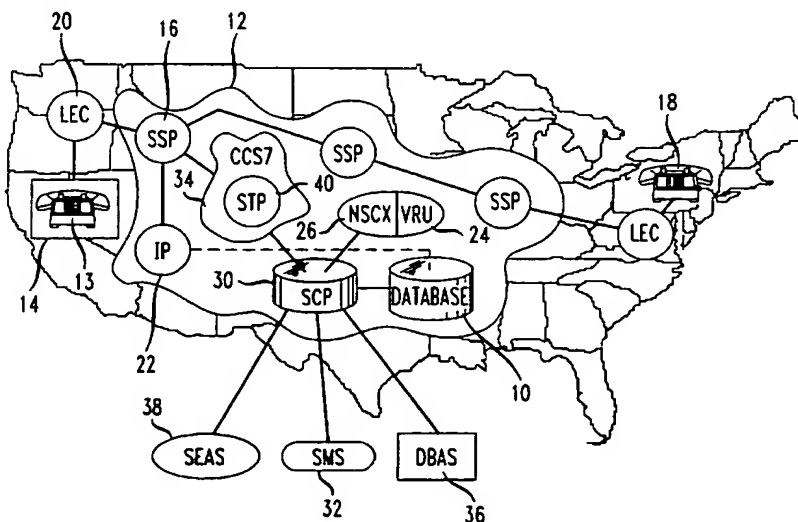 20
16
12
LEC
SSP
CCS7
SSP
18
34
STP
40
SSP
NSCX VRU
26
24
LEC
13
IP
14
30
SCP
DATABASE
22
10
38
SEAS
SMS
DBAS
32
36